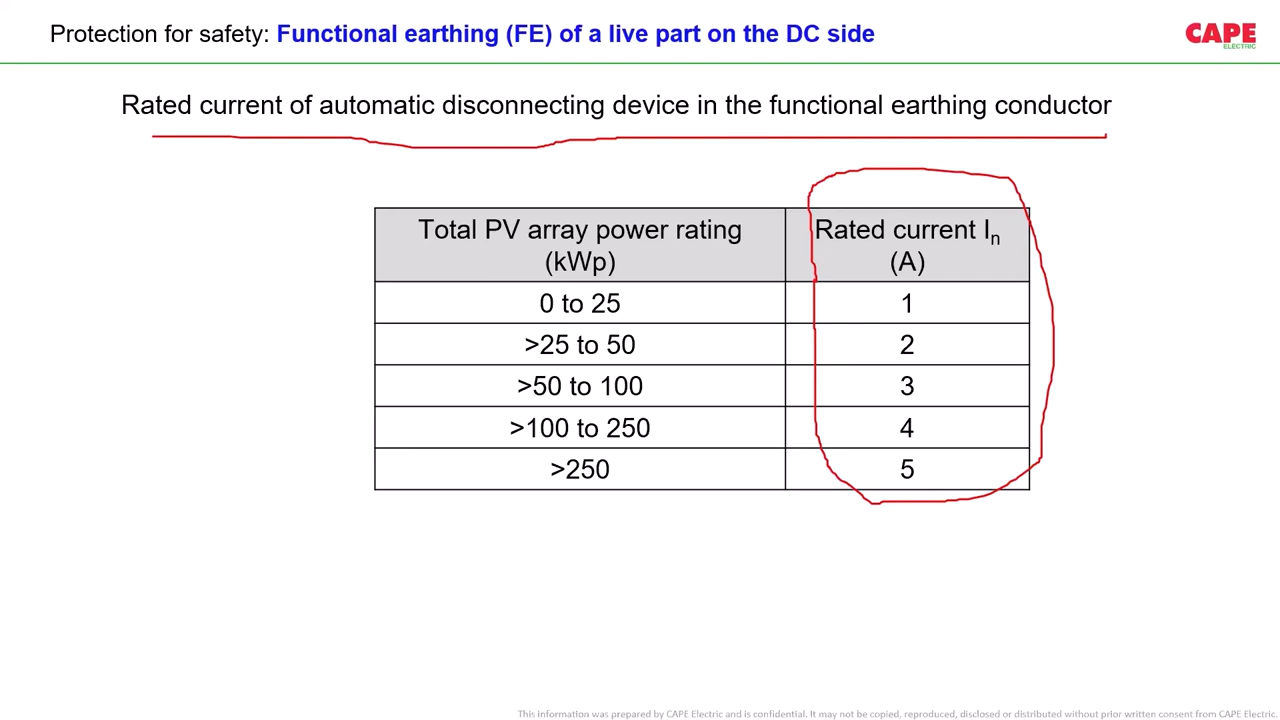 Protection for safety: Functional earthing (FE) of a live part on the DC side
CAPE
ELECTRIC
Rated current of automatic disconnecting device in the functional earthing conductor
Total PV array power rating (kWp) Rated current In (A)
0 to 25 1
>25 to 50 2
>50 to 100 3
>100 to 250 4
>250 5
This information was prepared by CAPE Electric and is confidential. It may not be copied, reproduced, disclosed or distributed without prior written consent from CAPE Electric.